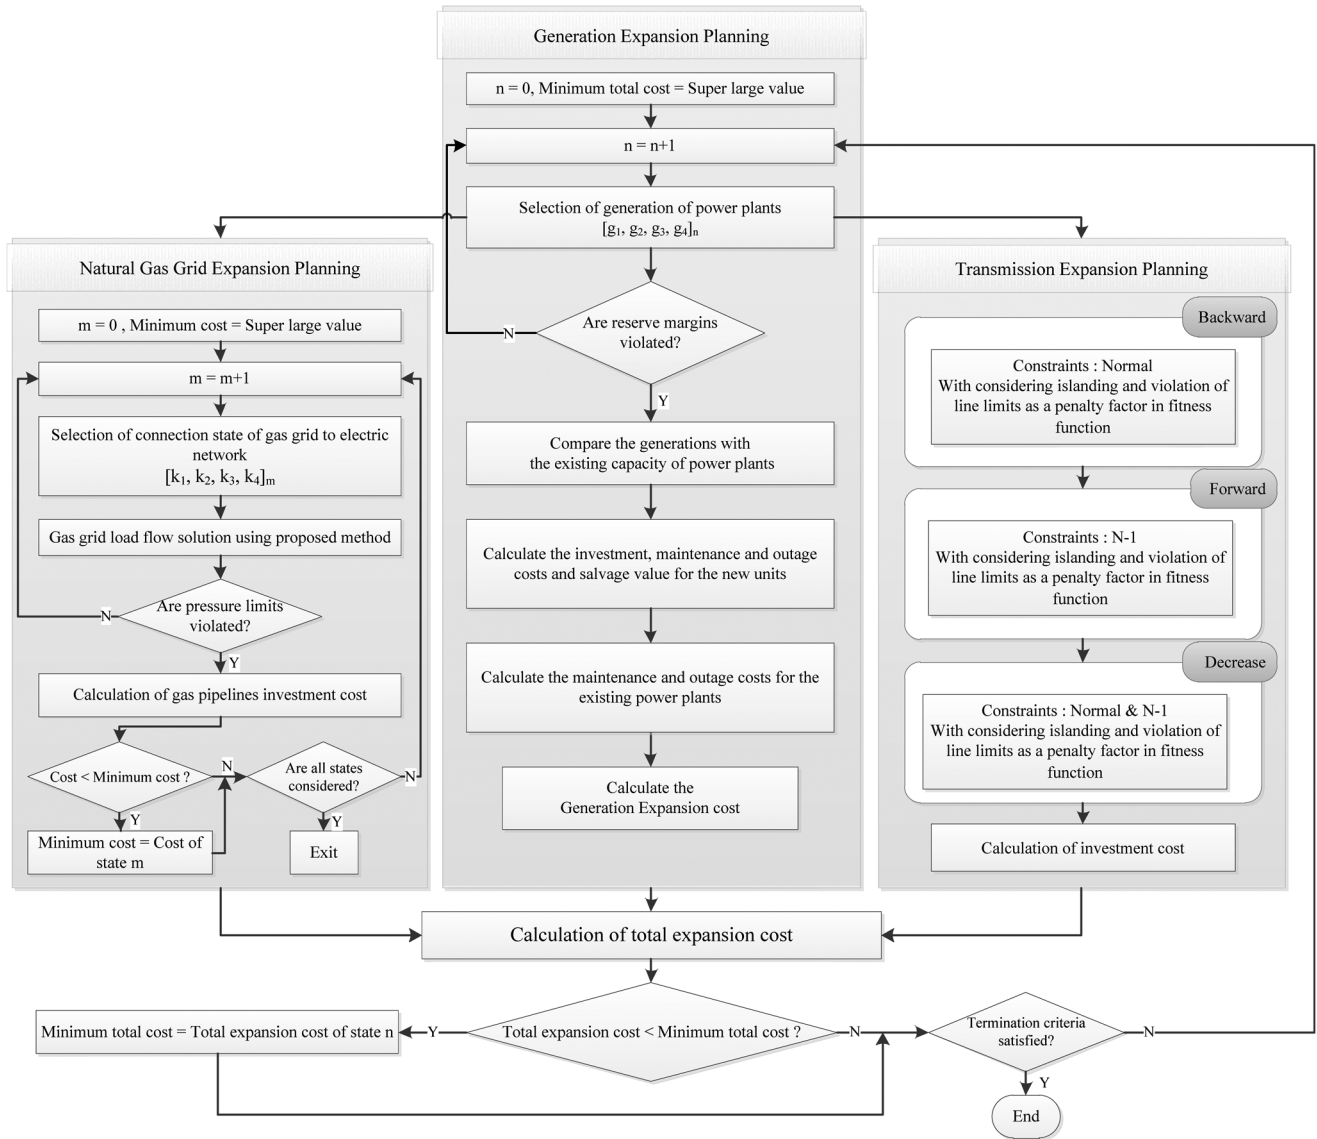 Generation Expansion Planning
n = 0, Minimum total cost = Super large value
n = n+1
Selection of generation of power plants
[g₁, g₂, g₃, g₄]ₙ
Are reserve margins
violated?
N
Y
Compare the generations with
the existing capacity of power plants
Calculate the investment, maintenance and outage
costs and salvage value for the new units
Calculate the maintenance and outage costs for the
existing power plants
Calculate the
Generation Expansion cost
Natural Gas Grid Expansion Planning
m = 0 , Minimum cost = Super large value
m = m+1
Selection of connection state of gas grid to electric
network
[k₁, k₂, k₃, k₄]ₘ
Gas grid load flow solution using proposed method
Are pressure limits
violated?
N
Y
Calculation of gas pipelines investment cost
Cost < Minimum cost ?
N
Y
Minimum cost = Cost of
state m
Are all states
considered?
N
Y
Exit
Transmission Expansion Planning
Backward
Constraints : Normal
With considering islanding and violation of
line limits as a penalty factor in fitness
function
Forward
Constraints : N-1
With considering islanding and violation of
line limits as a penalty factor in fitness
function
Decrease
Constraints : Normal & N-1
With considering islanding and violation of
line limits as a penalty factor in fitness
function
Calculation of investment cost
Calculation of total expansion cost
Total expansion cost < Minimum total cost ?
Y
N
Minimum total cost = Total expansion cost of state n
Termination criteria
satisfied?
N
Y
End